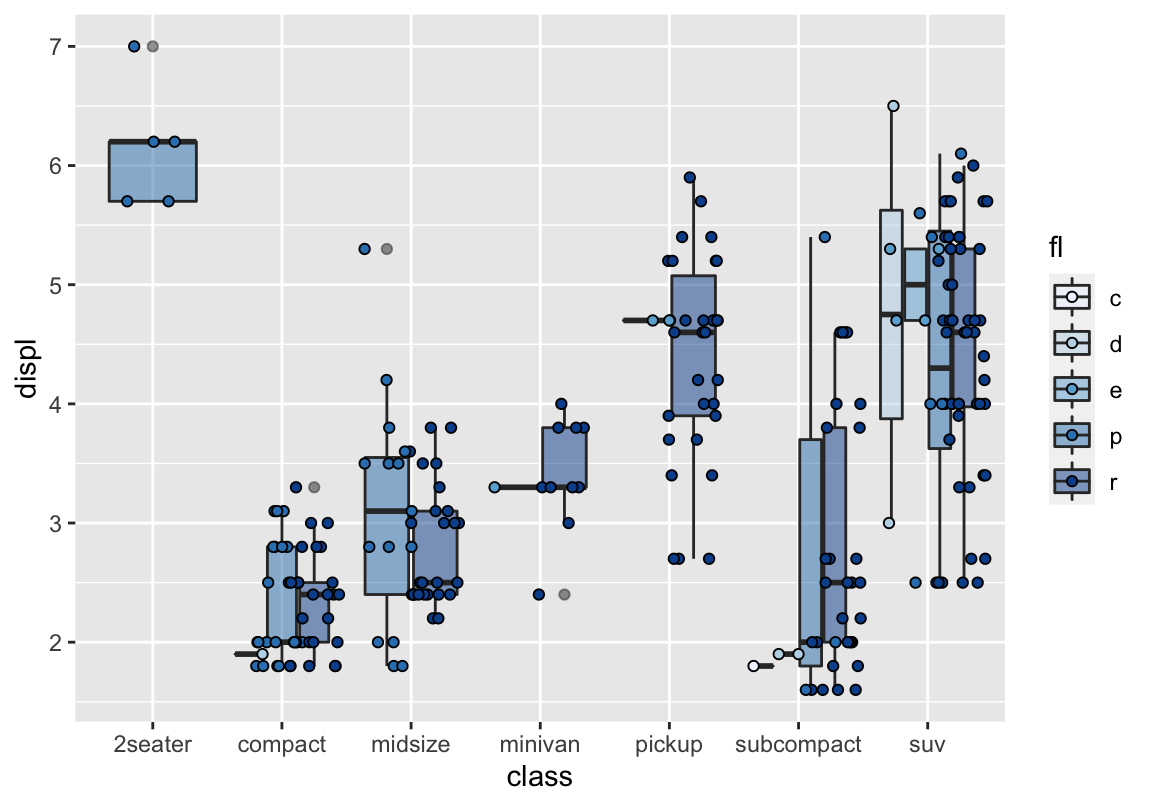 7
6
5
4
3
2
displ
2seater compact midsize minivan pickup subcompact suv
class
fl
c
d
e
p
r